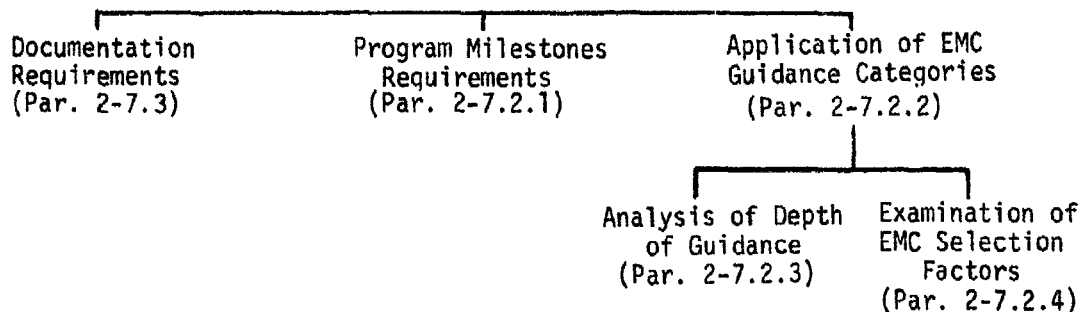 Documentation
Requirements
(Par. 2-7.3)
Program Milestones
Requirements
(Par. 2-7.2.1)
Application of EMC
Guidance Categories
(Par. 2-7.2.2)
Analysis of Depth
of Guidance
(Par. 2-7.2.3)
Examination of
EMC Selection
Factors
(Par. 2-7.2.4)